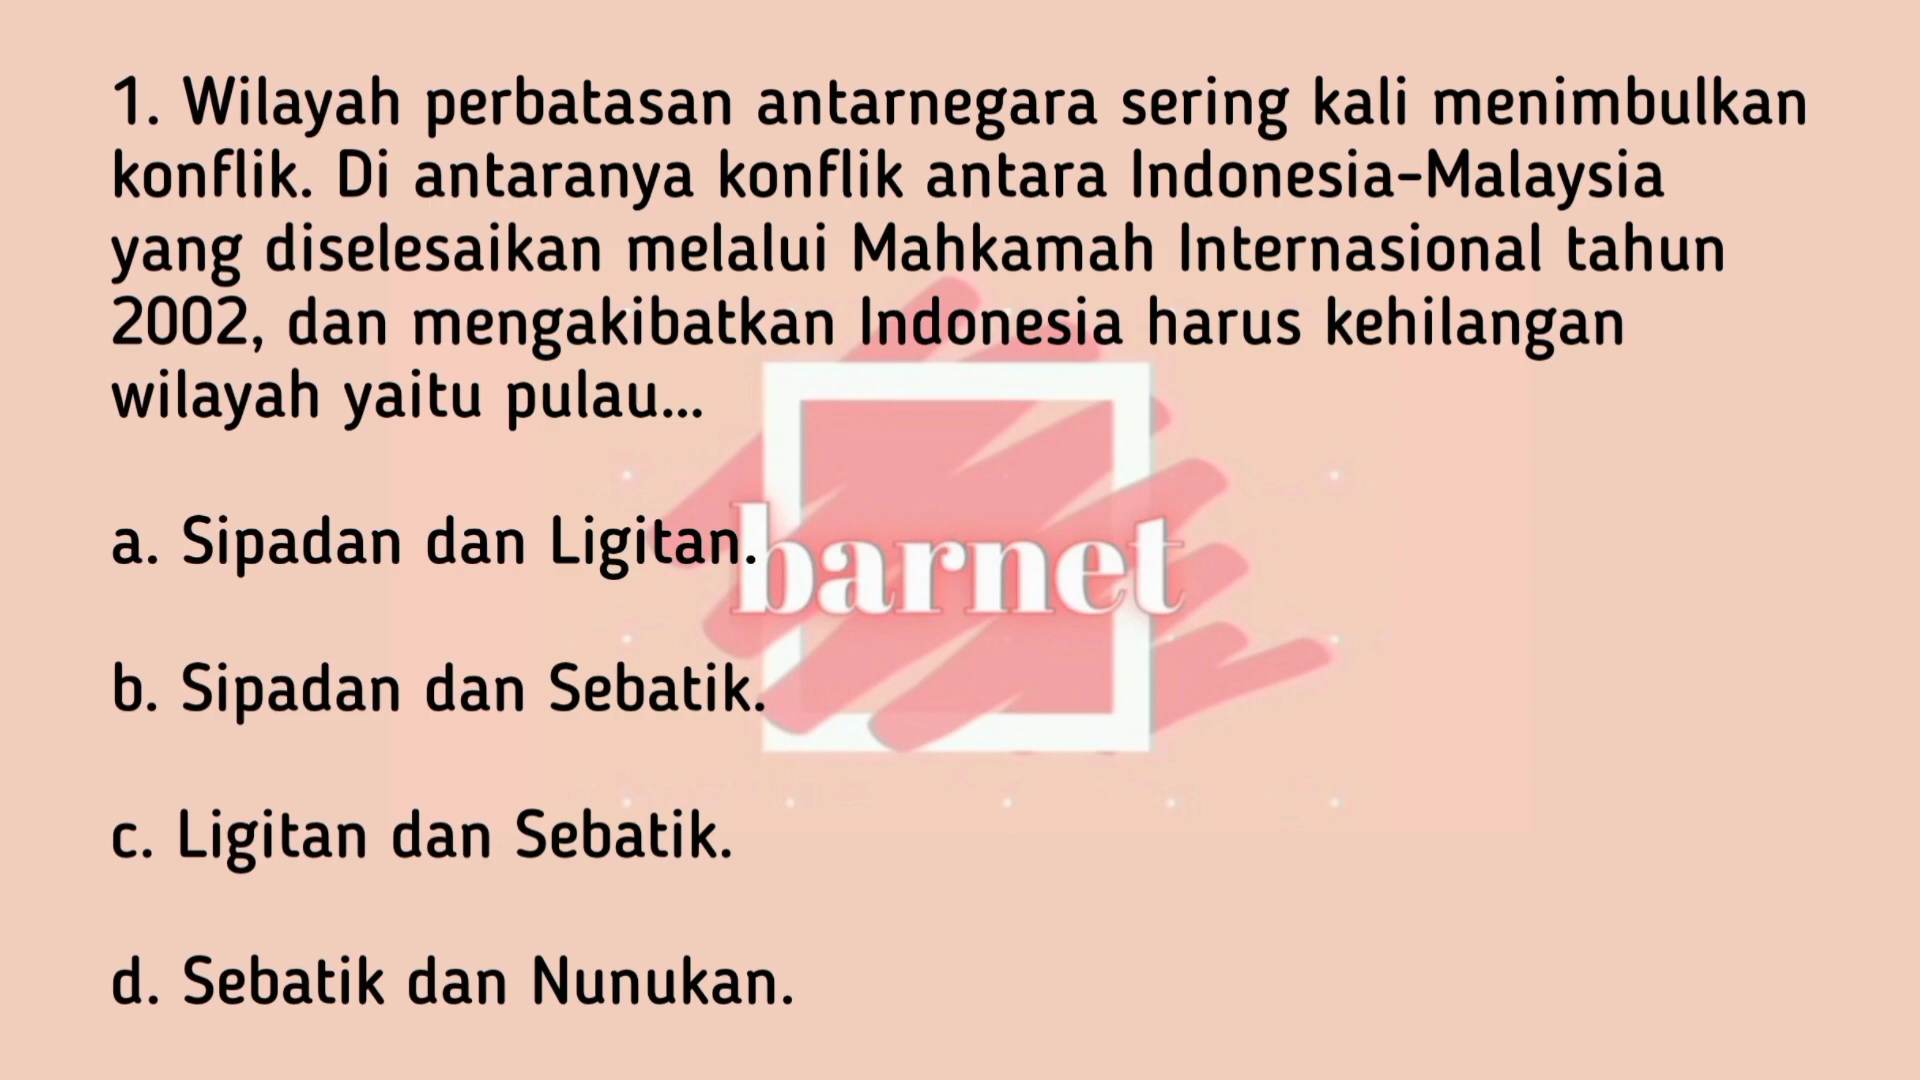 1. Wilayah perbatasan antarnegara sering kali menimbulkan
konflik. Di antaranya konflik antara Indonesia-Malaysia
yang diselesaikan melalui Mahkamah Internasional tahun
2002, dan mengakibatkan Indonesia harus kehilangan
wilayah yaitu pulau...
a. Sipadan dan Ligitan.
barnet
b. Sipadan dan Sebatik.
c. Ligitan dan Sebatik.
d. Sebatik dan Nunukan.